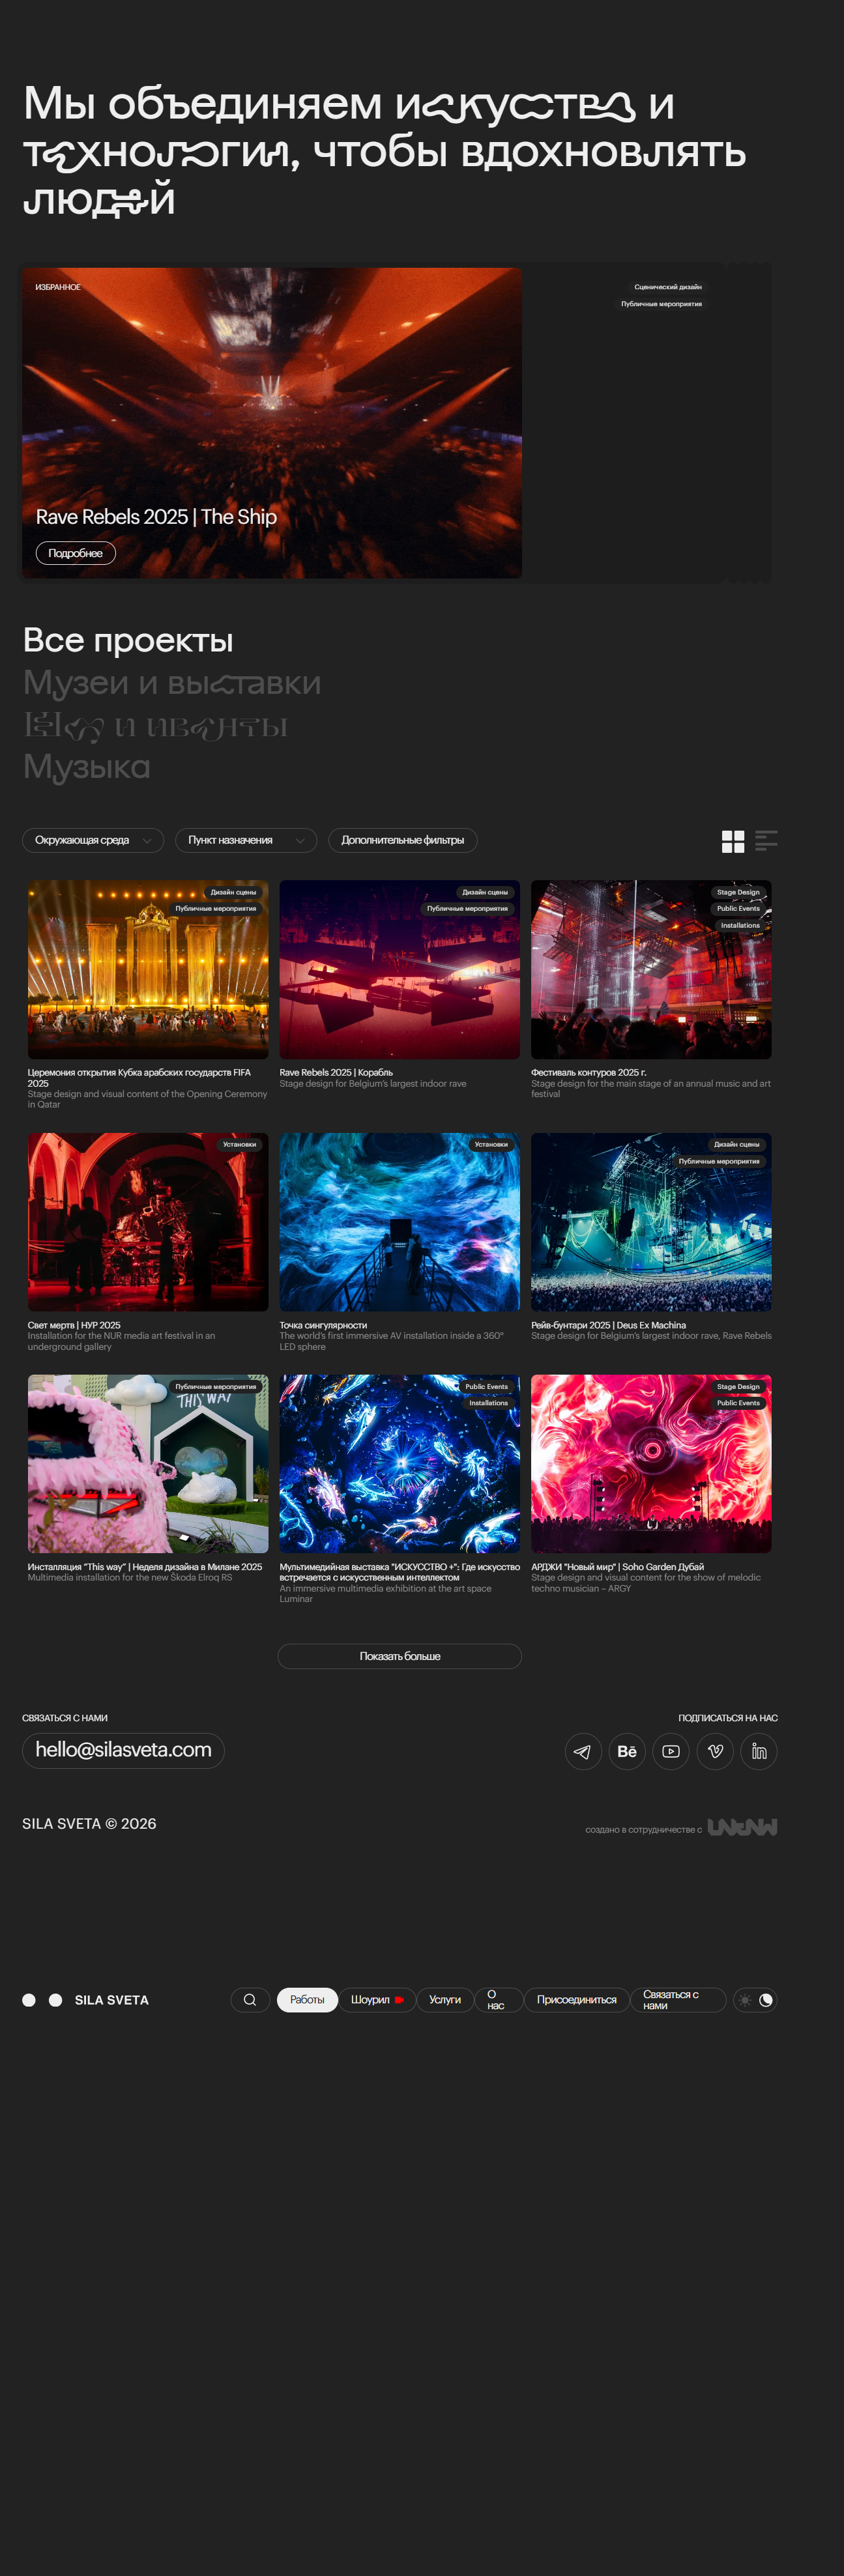 Мы объединяем искусства и
технологии, чтобы вдохновлять
людей
ИЗБРАННОЕ
Сценический дизайн
Публичные мероприятия
Rave Rebels 2025 | The Ship
Подробнее
Все проекты
Музеи и выставки
Шоу и ивенты
Музыка
Окружающая среда
Пункт назначения
Дополнительные фильтры
Дизайн сцены
Публичные мероприятия
Дизайн сцены
Публичные мероприятия
Stage Design
Public Events
Installations
Церемония открытия Кубка арабских государств FIFA
2025
Stage design and visual content of the Opening Ceremony
in Qatar
Rave Rebels 2025 | Корабль
Stage design for Belgium's largest indoor rave
Фестиваль контуров 2025 г.
Stage design for the main stage of an annual music and art
festival
Установки
Установки
Дизайн сцены
Публичные мероприятия
Свет мертв | НУР 2025
Installation for the NUR media art festival in an
underground gallery
Точка сингулярности
The world's first immersive AV installation inside a 360°
LED sphere
Рейв-бунтари 2025 | Deus Ex Machina
Stage design for Belgium's largest indoor rave, Rave Rebels
Публичные мероприятия
THIS WAY
Public Events
Installations
Stage Design
Public Events
Инсталляция "This way" | Неделя дизайна в Милане 2025
Multimedia installation for the new Škoda Elroq RS
Мультимедийная выставка "ИСКУССТВО +": Где искусство
встречается с искусственным интеллектом
An immersive multimedia exhibition at the art space
Luminar
АРДЖИ "Новый мир" | Soho Garden Дубай
Stage design and visual content for the show of melodic
techno musician – ARGY
Показать больше
СВЯЗАТЬСЯ С НАМИ
ПОДПИСАТЬСЯ НА НАС
hello@silasveta.com
Bē
in
SILA SVETA © 2026
создано в сотрудничестве с
SILA SVETA
Работы
Шоурил
Услуги
О
нас
Присоединиться
Связаться с
нами